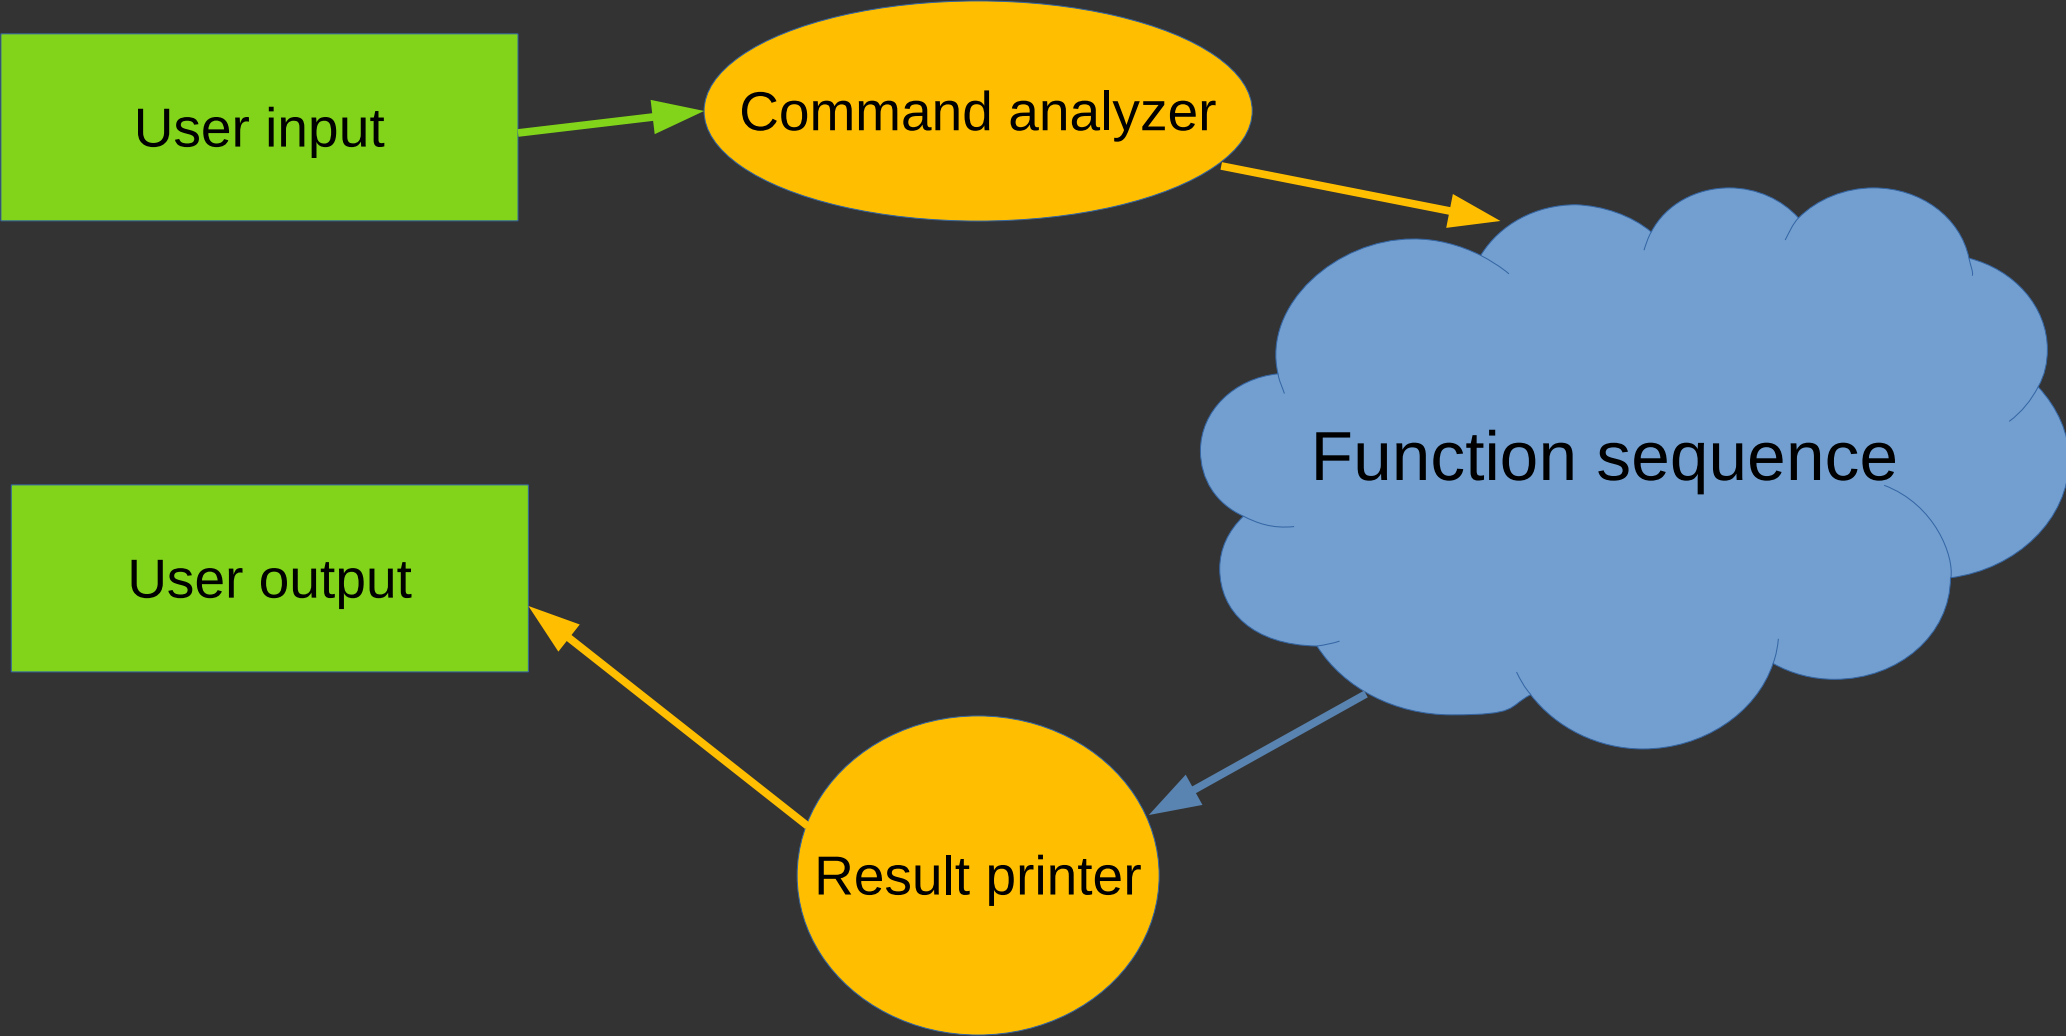 User input
Command analyzer
Function sequence
User output
Result printer